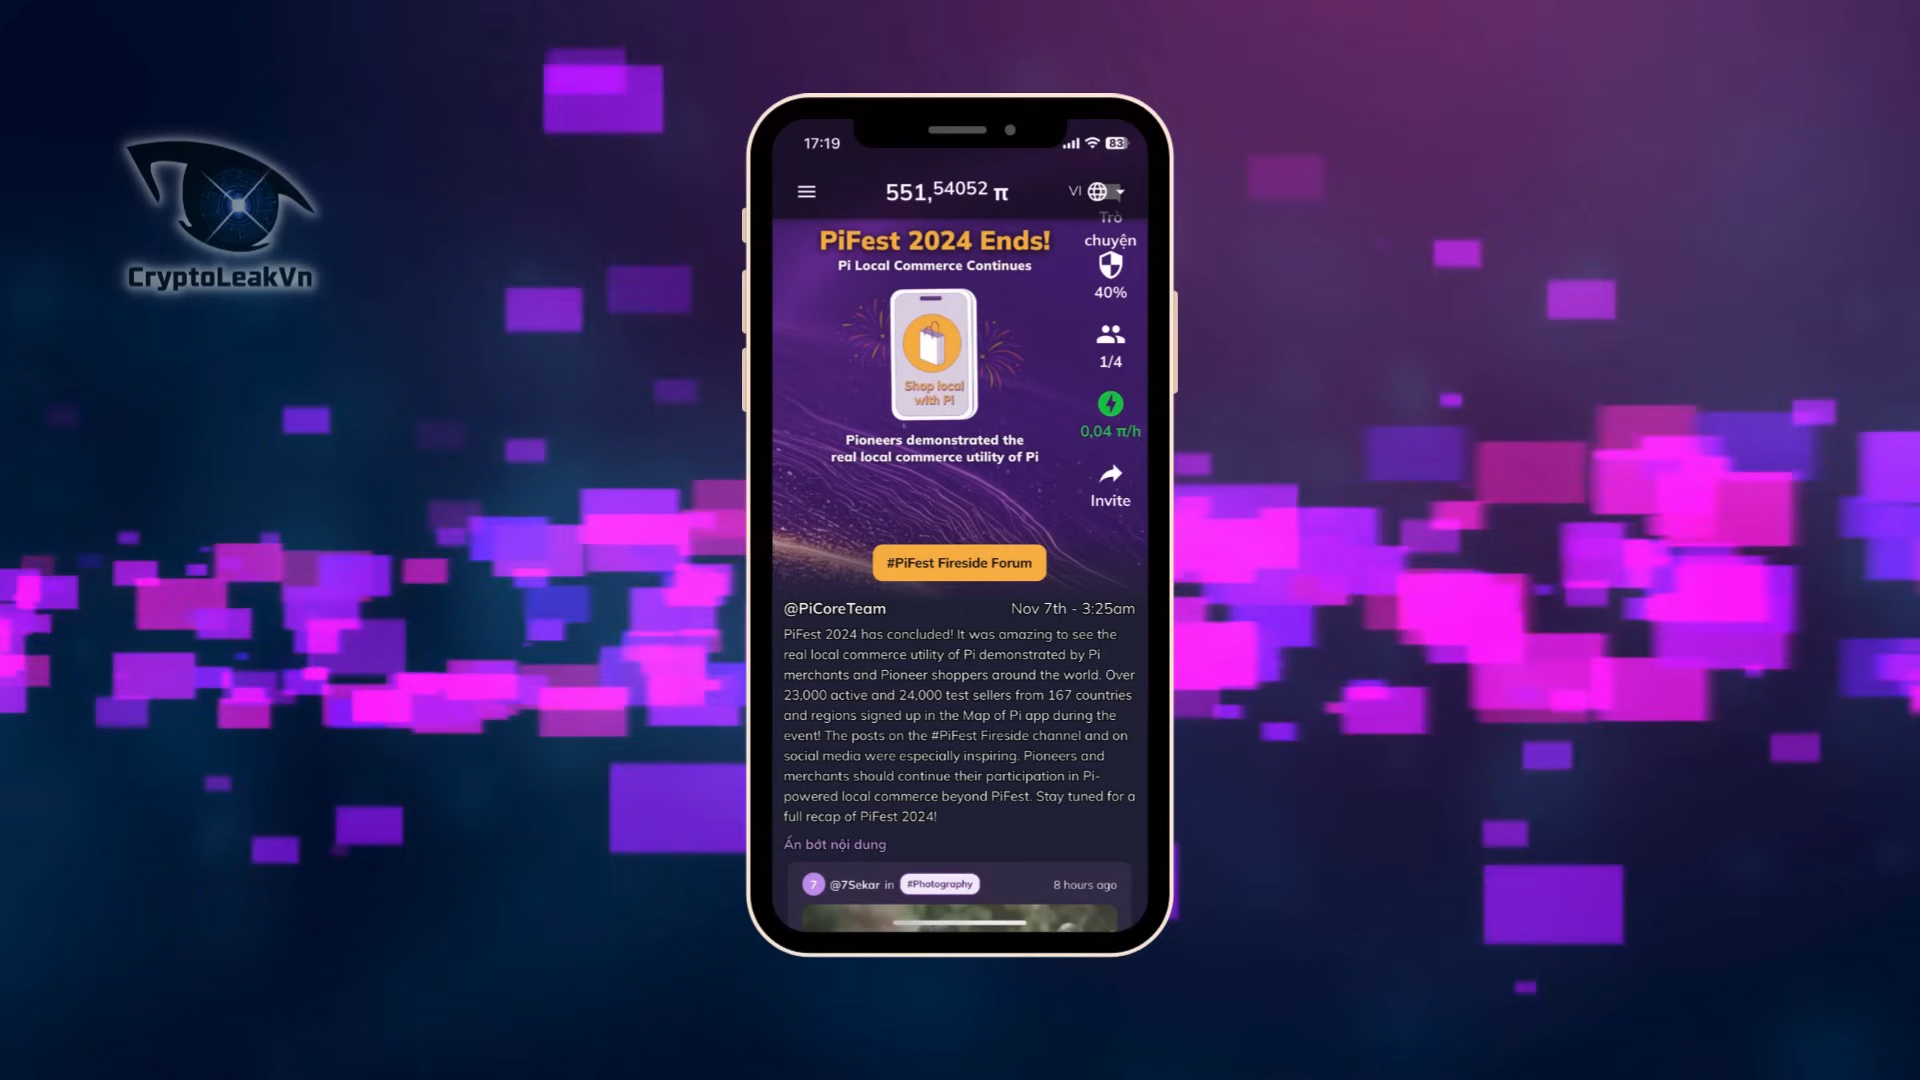 CryptoLeakVn
17:19
83
551,54052 π
VI
Trò
chuyện
PiFest 2024 Ends!
Pi Local Commerce Continues
40%
1/4
Shop local
with Pi
0,04 π/h
Pioneers demonstrated the
real local commerce utility of Pi
Invite
#PiFest Fireside Forum
@PiCoreTeam
Nov 7th - 3:25am
PiFest 2024 has concluded! It was amazing to see the
real local commerce utility of Pi demonstrated by Pi
merchants and Pioneer shoppers around the world. Over
23,000 active and 24,000 test sellers from 167 countries
and regions signed up in the Map of Pi app during the
event! The posts on the #PiFest Fireside channel and on
social media were especially inspiring. Pioneers and
merchants should continue their participation in Pi-
powered local commerce beyond PiFest. Stay tuned for a
full recap of PiFest 2024!
Ẩn bớt nội dung
7 @7Sekar in #Photography 8 hours ago